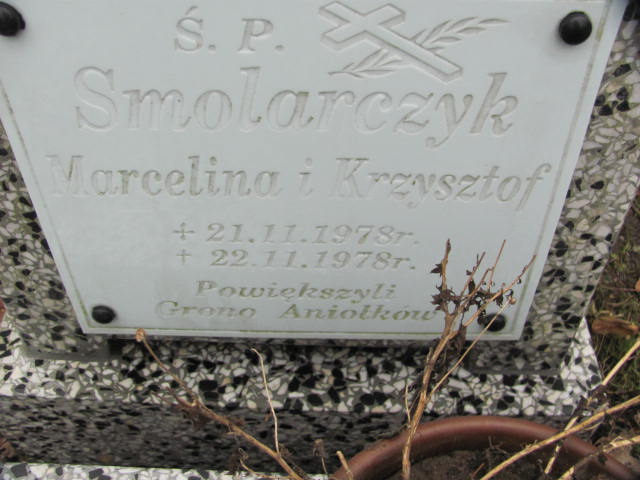 Ś. P.
Smolarczyk
Marcelina i Krzysztof
+ 21.11.1978r.
+ 22.11.1978r.
Powiększyli
Grono Aniołków